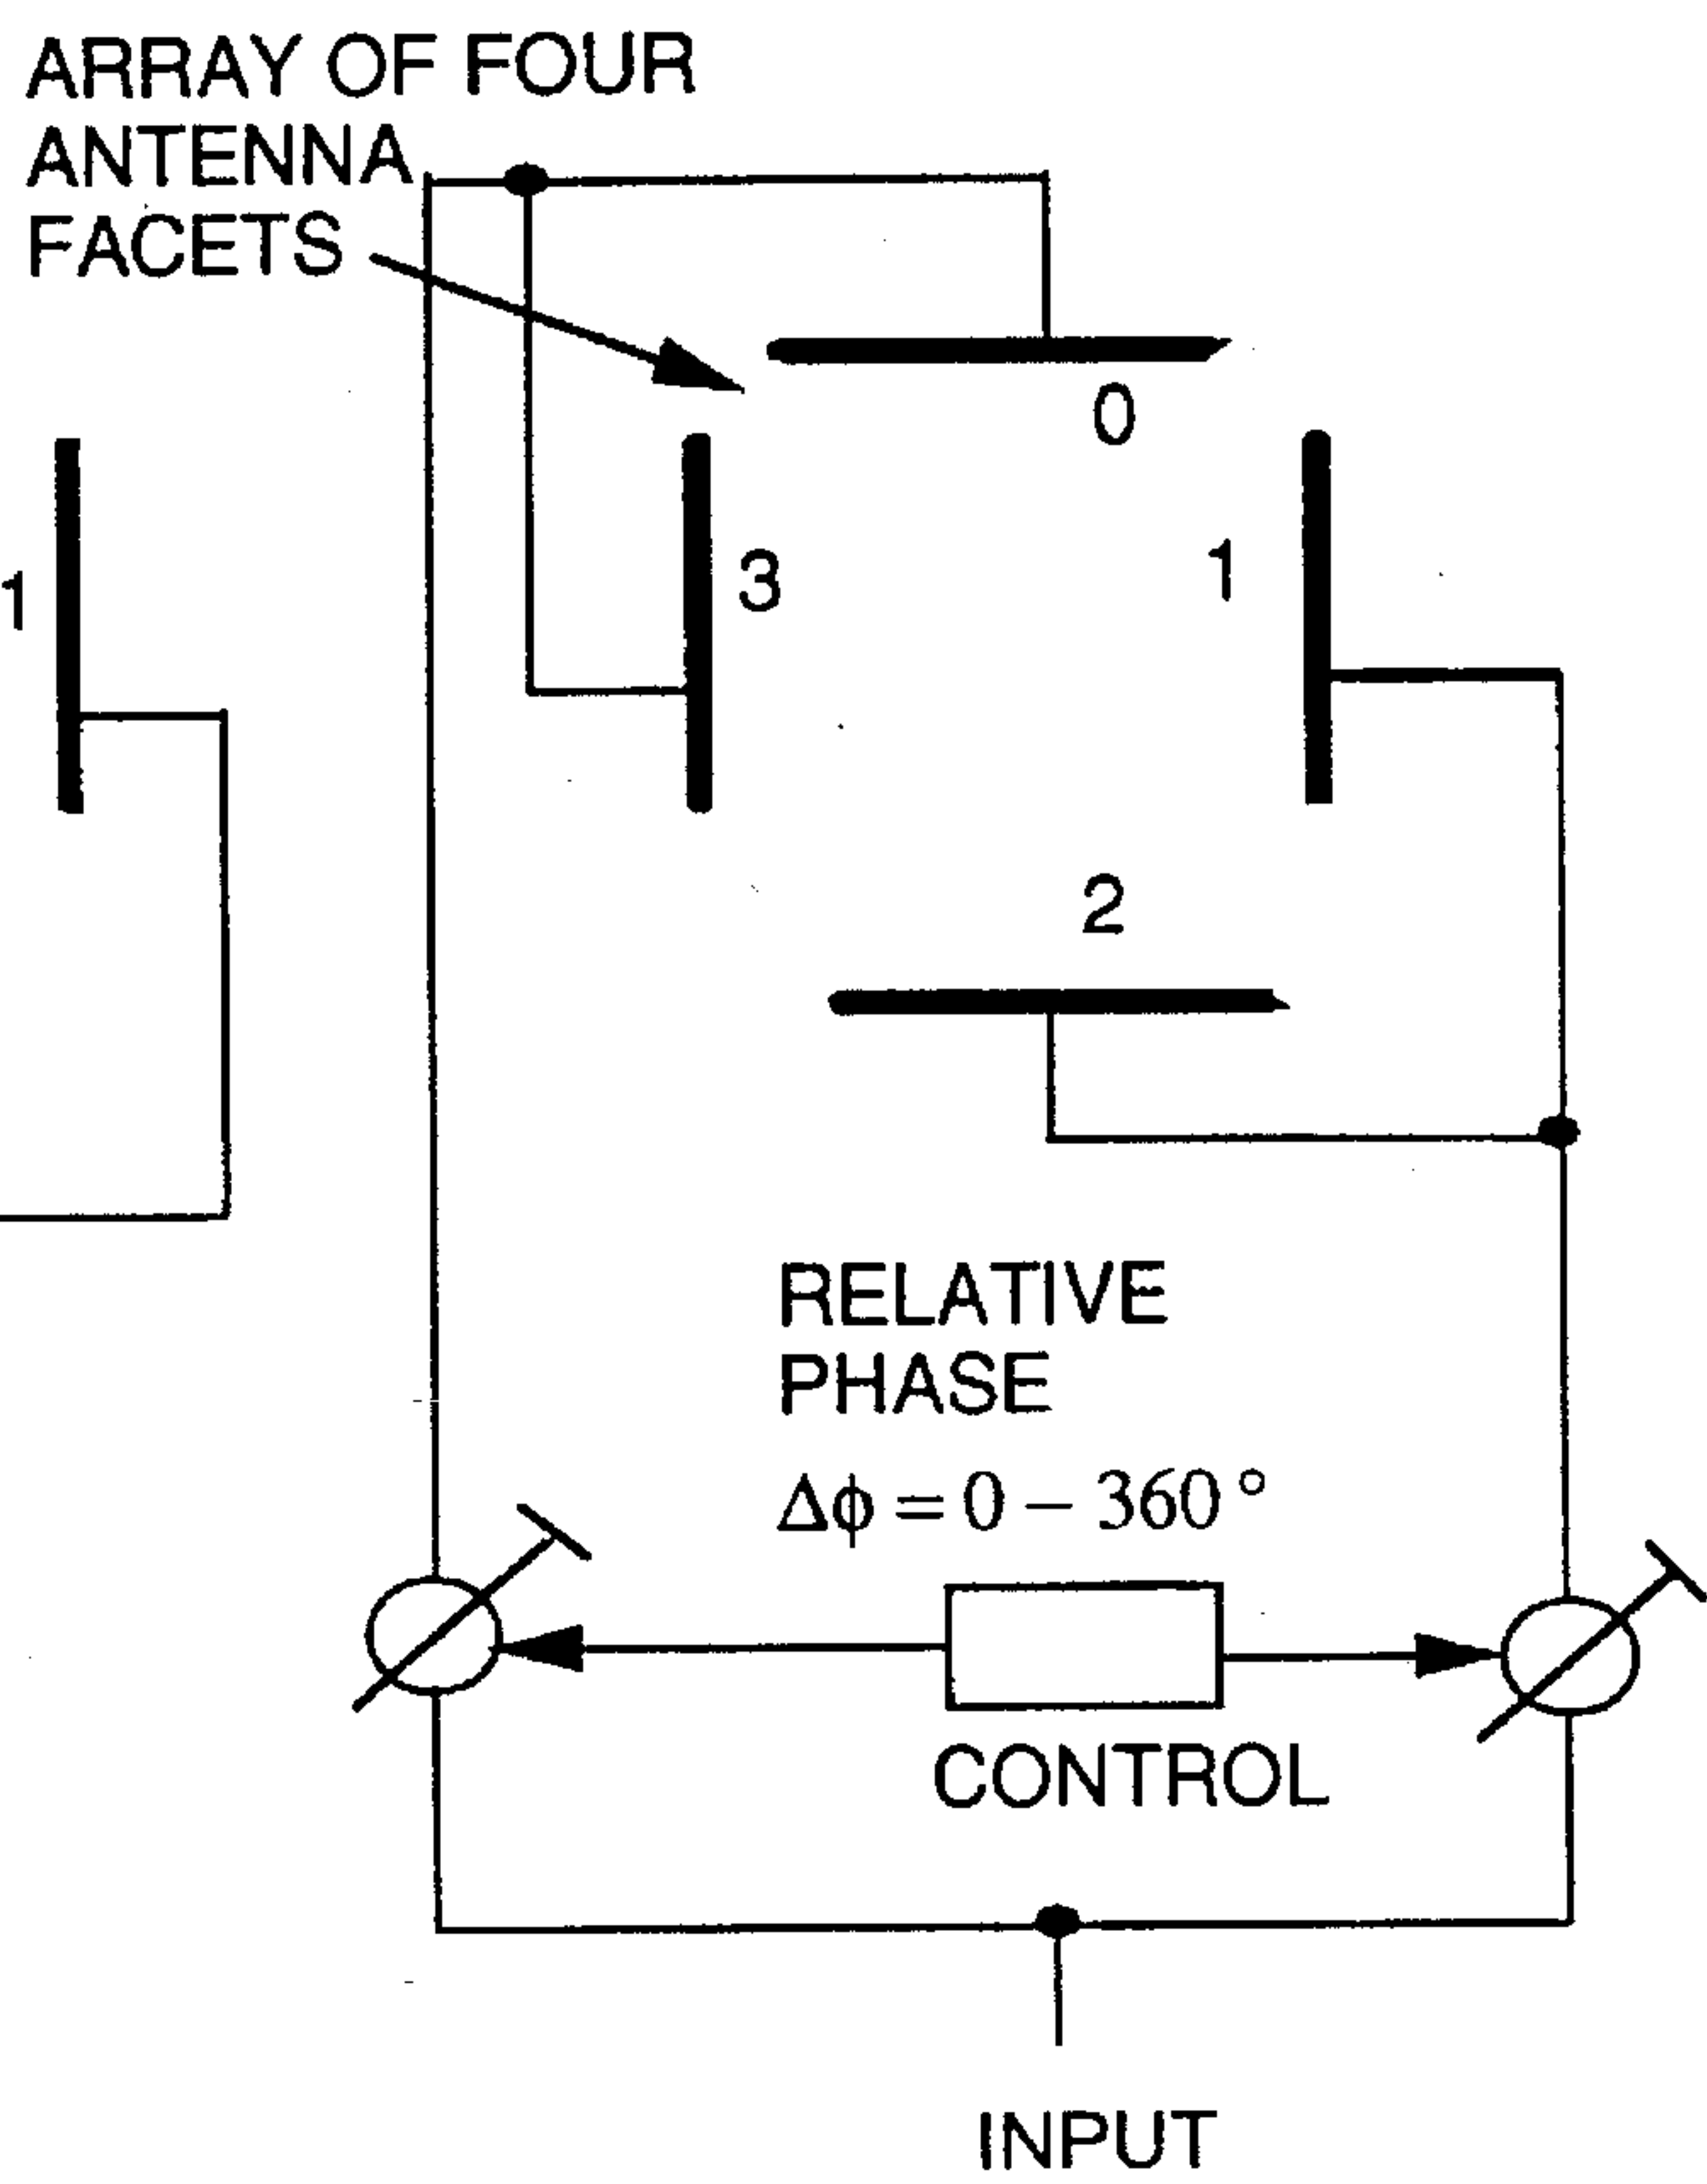 ARRAY OF FOUR
ANTENNA
FACETS
0
1
3
1
2
RELATIVE
PHASE
Δϕ = 0 – 360°
CONTROL
INPUT